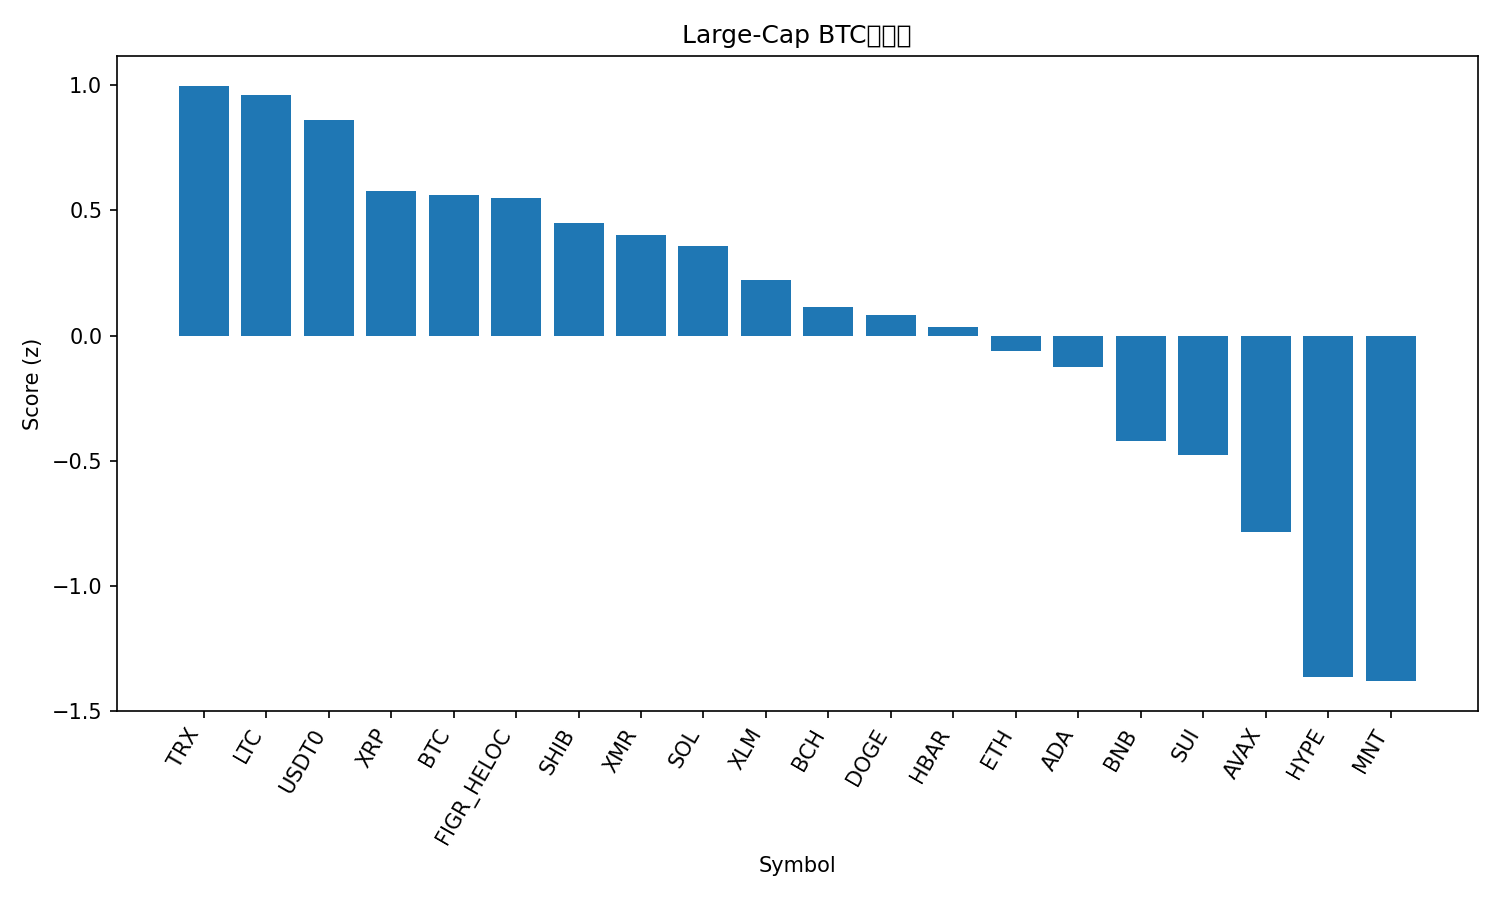 Large-Cap BTC
Score (z)
1.0
0.5
0.0
−0.5
−1.0
−1.5
TRX
LTC
USDT0
XRP
BTC
FIGR_HELOC
SHIB
XMR
SOL
XLM
BCH
DOGE
HBAR
ETH
ADA
BNB
SUI
AVAX
HYPE
MNT
Symbol